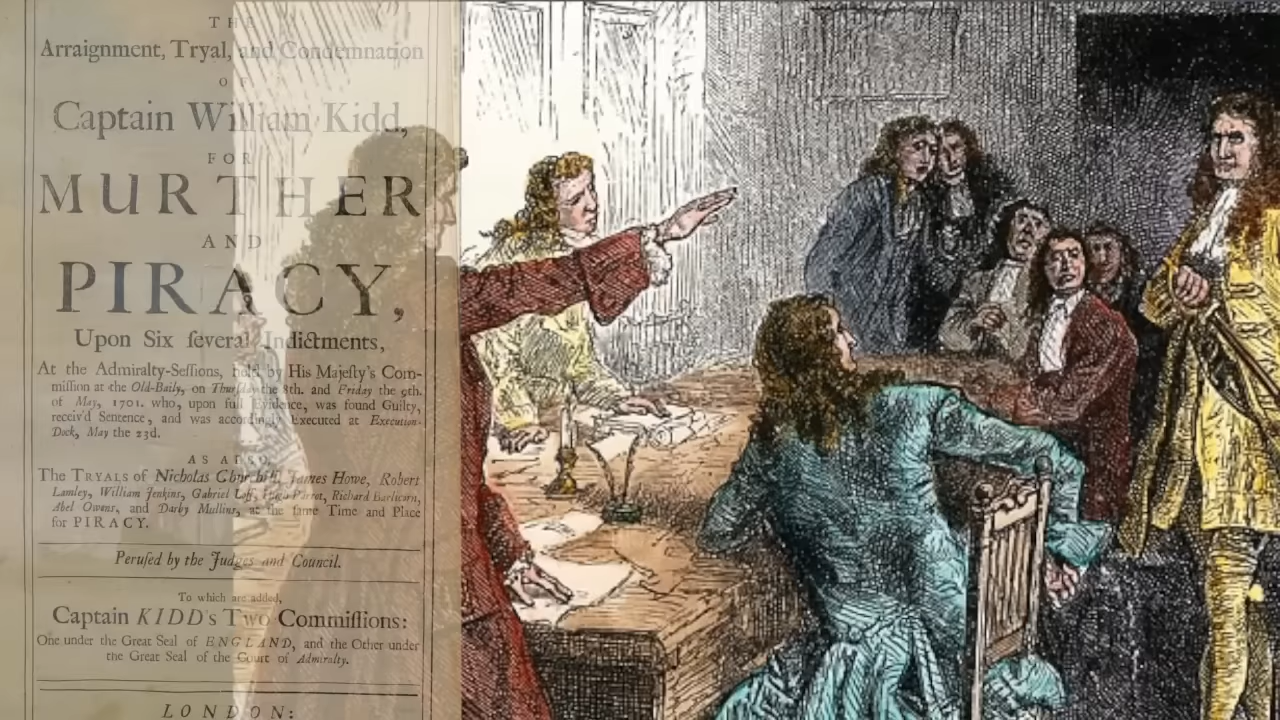 THE
Arraignment, Tryal, and Condemnation
OF
Captain William Kidd,
FOR
MURTHER
AND
PIRACY,
Upon Six ſeveral Indictments,
At the Admiralty-Seſſions, held by His Majeſty's Com-
miſſion at the Old-Baily, on Thurſday the 8th. and Friday the 9th.
of May, 1701. who, upon full Evidence, was found Guilty,
receiv'd Sentence, and was accordingly Executed at Execution-
Dock, May the 23d.
AS ALSO,
The TRYALS of Nicholas Churchill, James Howe, Robert
Lamley, William Jenkins, Gabriel Loff, Hugh Parrot, Richard Barlicorn,
Abel Owens, and Darby Mullins, at the ſame Time and Place
for PIRACY.
Peruſed by the Judges and Council.
To which are added,
Captain KIDD's Two Commiſſions:
One under the Great Seal of ENGLAND, and the Other under
the Great Seal of the Court of Admiralty.
LONDON: